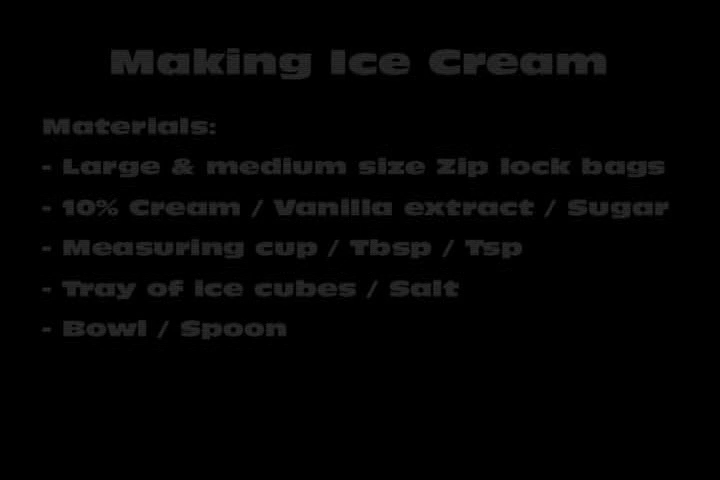 Making Ice Cream
Materials:
- Large & medium size Zip lock bags
- 10% Cream / Vanilla extract / Sugar
- Measuring cup / Tbsp / Tsp
- Tray of ice cubes / Salt
- Bowl / Spoon